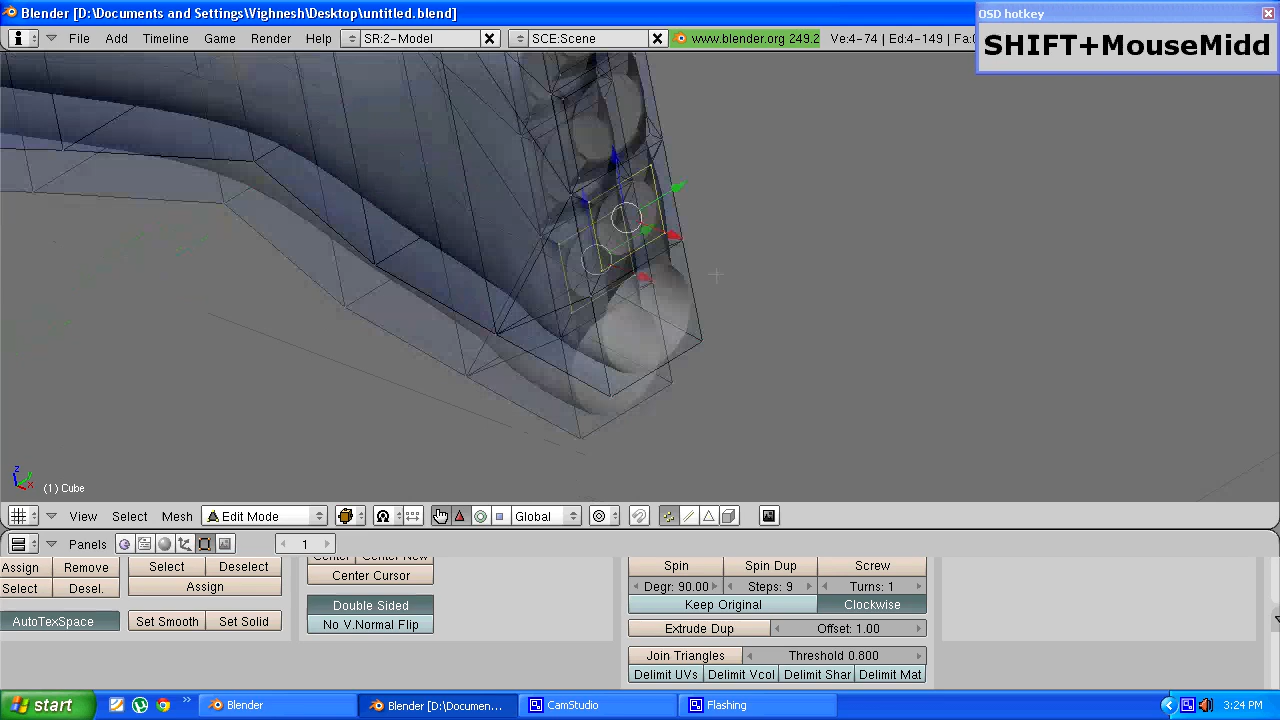 Blender [D:\Documents and Settings\Vighnesh\Desktop\untitled.blend]
OSD hotkey
SHIFT+MouseMidd
File Add Timeline Game Render Help SR:2-Model SCE:Scene www.blender.org 249.2 Ve:4-74 | Ed:4-149 | Fa:
z
x
(1) Cube
View Select Mesh Edit Mode Global
Panels 1
Center Center New
Assign Remove Select Deselect Center Cursor Spin Spin Dup Screw
Select Desel. Assign Degr: 90.00 Steps: 9 Turns: 1
Double Sided Keep Original Clockwise
AutoTexSpace Set Smooth Set Solid No V.Normal Flip Extrude Dup Offset: 1.00
Join Triangles Threshold 0.800
Delimit UVs Delimit Vcol Delimit Shar Delimit Mat
start Blender Blender [D:\Documen... CamStudio Flashing 3:24 PM